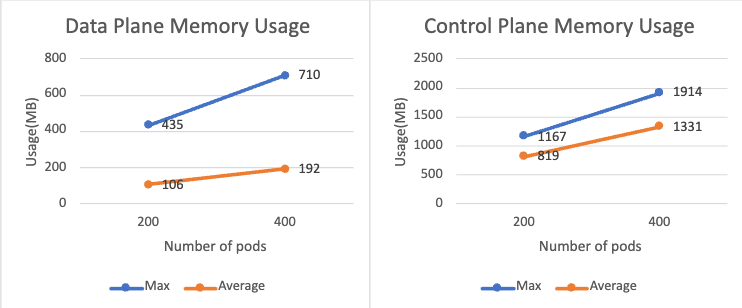 Data Plane Memory Usage
800
600
400
200
0
Usage(MB)
435
710
106
192
200
400
Number of pods
Max
Average
Control Plane Memory Usage
2500
2000
1500
1000
500
0
Usage(MB)
1167
1914
819
1331
200
400
Number of pods
Max
Average